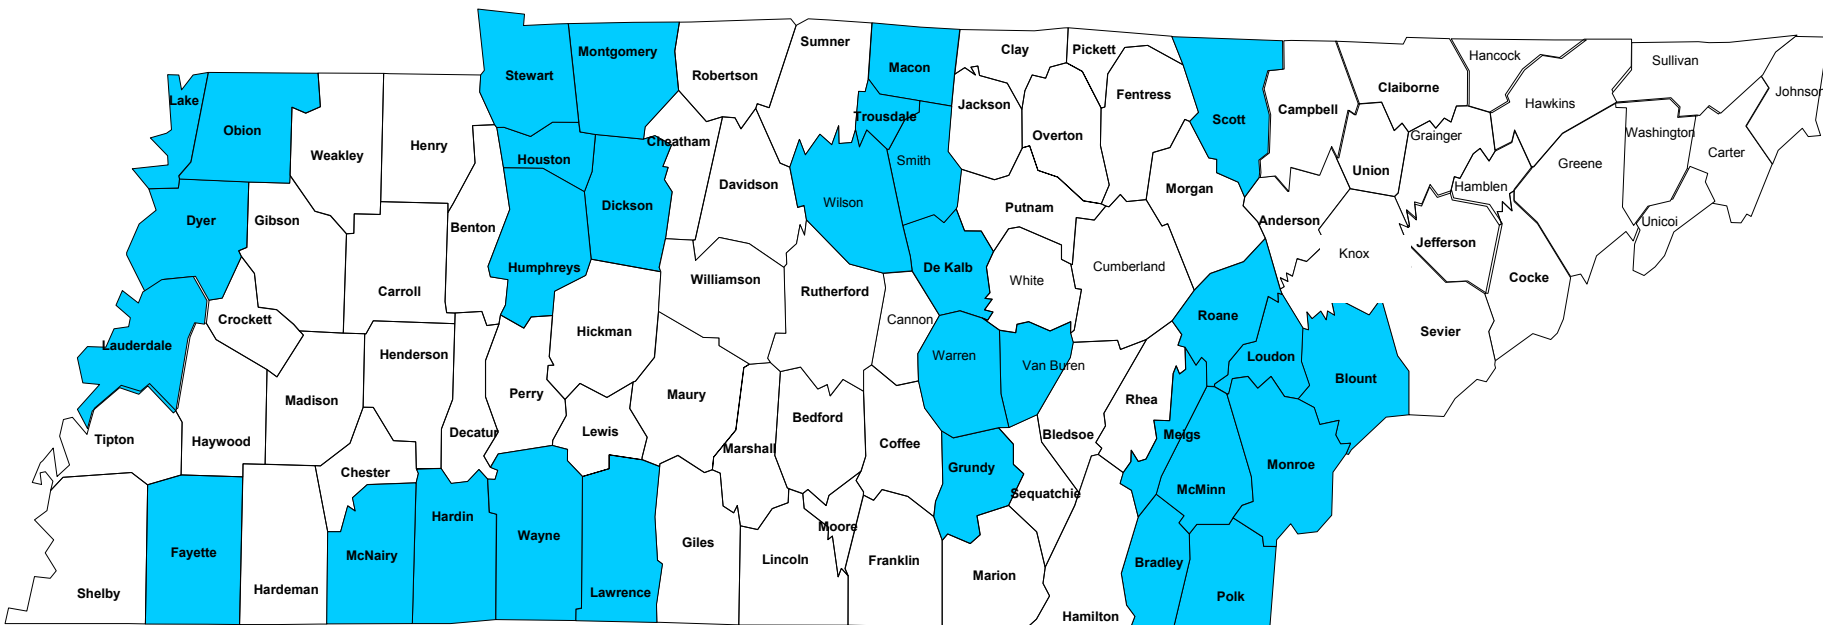 Sumner
Montgomery
Clay
Pickett
Hancock
Sullivan
Stewart
Robertson
Macon
Claiborne
Johnson
Lake
Jackson
Fentress
Campbell
Hawkins
Obion
Trousdale
Scott
Overton
Grainger
Washington
Weakley
Henry
Houston
Cheatham
Smith
Union
Greene
Carter
Davidson
Morgan
Hamblen
Dyer
Gibson
Dickson
Wilson
Putnam
Anderson
Unicoi
Benton
Jefferson
Humphreys
De Kalb
Cumberland
Knox
Carroll
Williamson
Rutherford
White
Cocke
Crockett
Hickman
Cannon
Roane
Sevier
Lauderdale
Henderson
Warren
Van Buren
Loudon
Blount
Madison
Perry
Maury
Rhea
Tipton
Haywood
Decatur
Lewis
Bedford
Marshall
Coffee
Bledsoe
Meigs
Chester
Grundy
Monroe
Sequatchie
McMinn
Hardin
Moore
Fayette
McNairy
Wayne
Giles
Lincoln
Franklin
Marion
Bradley
Shelby
Hardeman
Lawrence
Polk
Hamilton